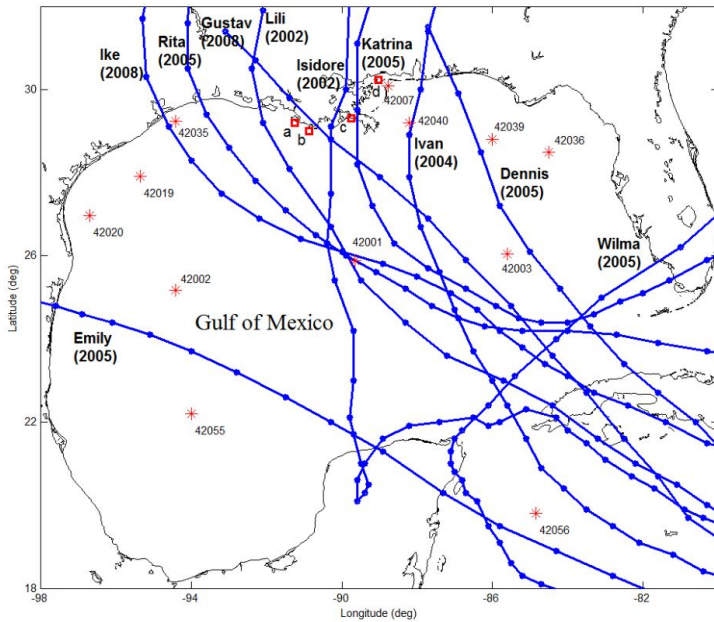 Ike
(2008)
Rita
(2005)
Gustav
(2008)
Lili
(2002)
Isidore
(2002)
Katrina
(2005)
Ivan
(2004)
Dennis
(2005)
Wilma
(2005)
Emily
(2005)
Gulf of Mexico
42035
42019
42020
42002
42055
42001
42007
42040
42039
42036
42003
42056
a
b
c
d
30
26
22
18
Latitude (deg)
-98
-94
-90
-86
-82
Longitude (deg)